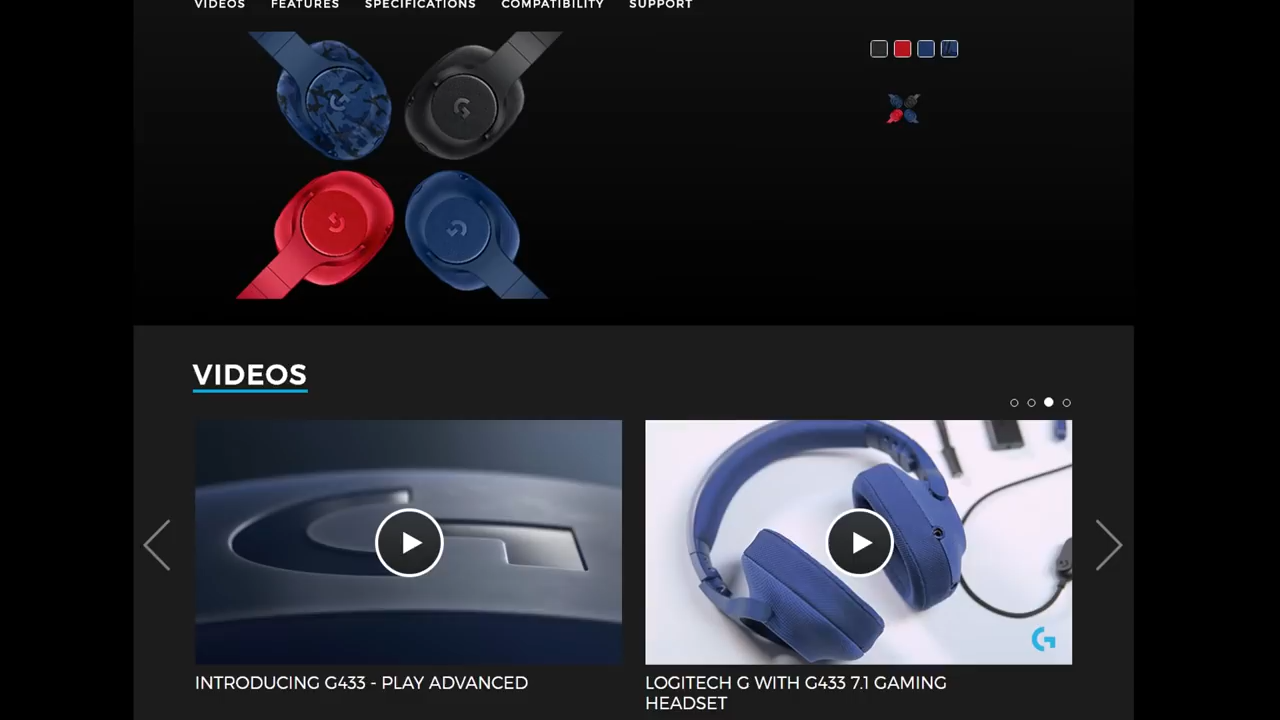 VIDEOS FEATURES SPECIFICATIONS COMPATIBILITY SUPPORT
VIDEOS
INTRODUCING G433 - PLAY ADVANCED
LOGITECH G WITH G433 7.1 GAMING
HEADSET